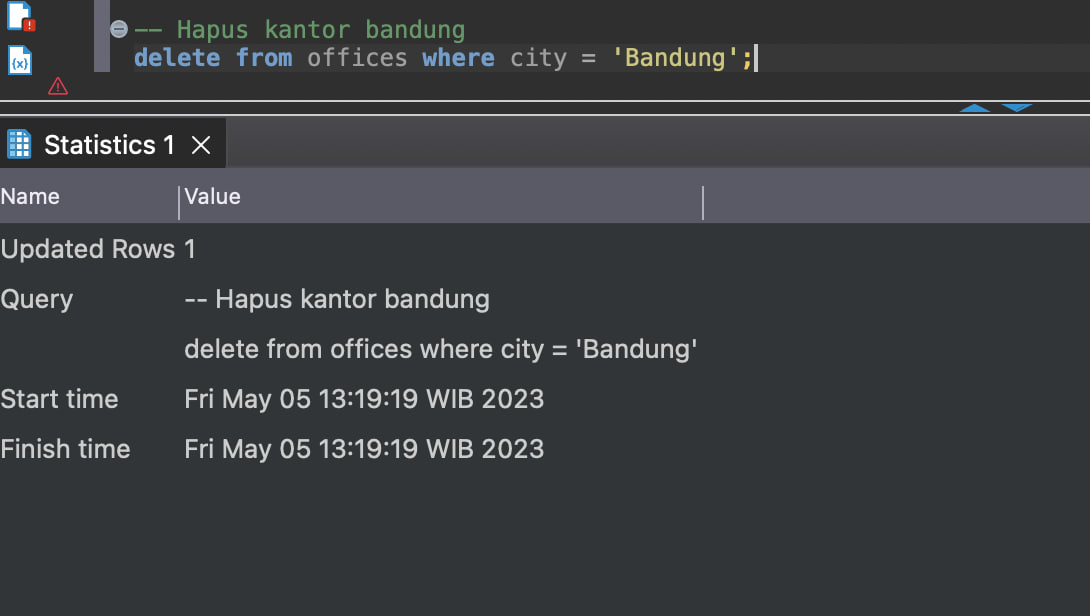 -- Hapus kantor bandung
delete from offices where city = 'Bandung';
Statistics 1
Name Value
Updated Rows 1
Query -- Hapus kantor bandung
delete from offices where city = 'Bandung'
Start time Fri May 05 13:19:19 WIB 2023
Finish time Fri May 05 13:19:19 WIB 2023